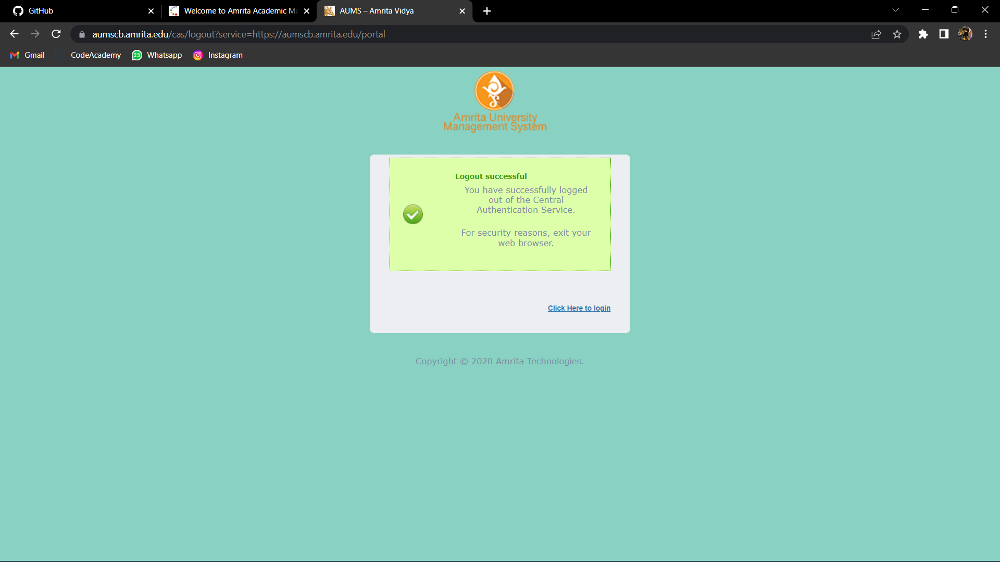 GitHub
Welcome to Amrita Academic Ma
AUMS – Amrita Vidya
aumscb.amrita.edu/cas/logout?service=https://aumscb.amrita.edu/portal
Gmail
CodeAcademy
23
Whatsapp
Instagram
Amrita University
Management System
Logout successful
You have successfully logged
out of the Central
Authentication Service.
For security reasons, exit your
web browser.
Click Here to login
Copyright © 2020 Amrita Technologies.